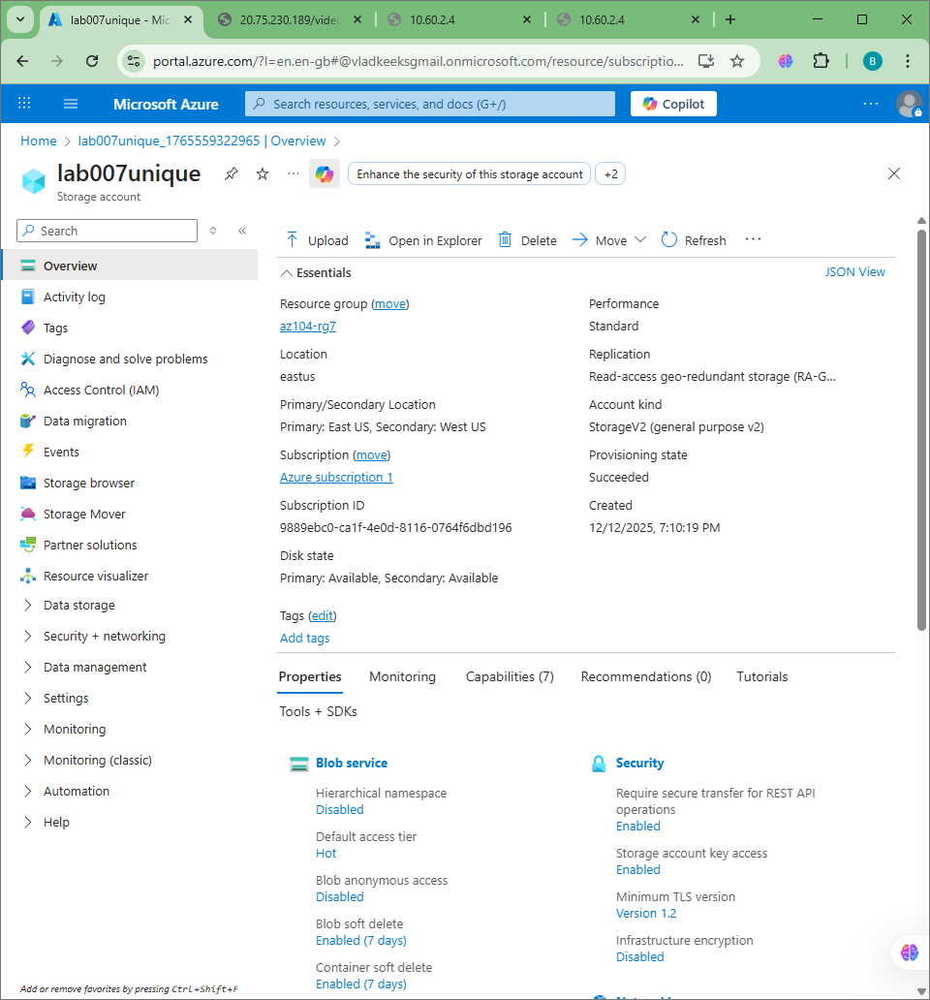 lab007unique - Mic
20.75.230.189/video
10.60.2.4
10.60.2.4
portal.azure.com/?l=en.en-gb#@vladkeeksgmail.onmicrosoft.com/resource/subscriptio...
B
Microsoft Azure
Search resources, services, and docs (G+/)
Copilot
Home > lab007unique_1765559322965 | Overview >
lab007unique
Storage account
Enhance the security of this storage account
+2
Search
Overview
Activity log
Tags
Diagnose and solve problems
Access Control (IAM)
Data migration
Events
Storage browser
Storage Mover
Partner solutions
Resource visualizer
Data storage
Security + networking
Data management
Settings
Monitoring
Monitoring (classic)
Automation
Help
Add or remove favorites by pressing Ctrl+Shift+F
Upload
Open in Explorer
Delete
Move
Refresh
Essentials
JSON View
Resource group (move)
az104-rg7
Location
eastus
Primary/Secondary Location
Primary: East US, Secondary: West US
Subscription (move)
Azure subscription 1
Subscription ID
9889ebc0-ca1f-4e0d-8116-0764f6dbd196
Disk state
Primary: Available, Secondary: Available
Performance
Standard
Replication
Read-access geo-redundant storage (RA-G...
Account kind
StorageV2 (general purpose v2)
Provisioning state
Succeeded
Created
12/12/2025, 7:10:19 PM
Tags (edit)
Add tags
Properties
Monitoring
Capabilities (7)
Recommendations (0)
Tutorials
Tools + SDKs
Blob service
Hierarchical namespace
Disabled
Default access tier
Hot
Blob anonymous access
Disabled
Blob soft delete
Enabled (7 days)
Container soft delete
Enabled (7 days)
Security
Require secure transfer for REST API
operations
Enabled
Storage account key access
Enabled
Minimum TLS version
Version 1.2
Infrastructure encryption
Disabled